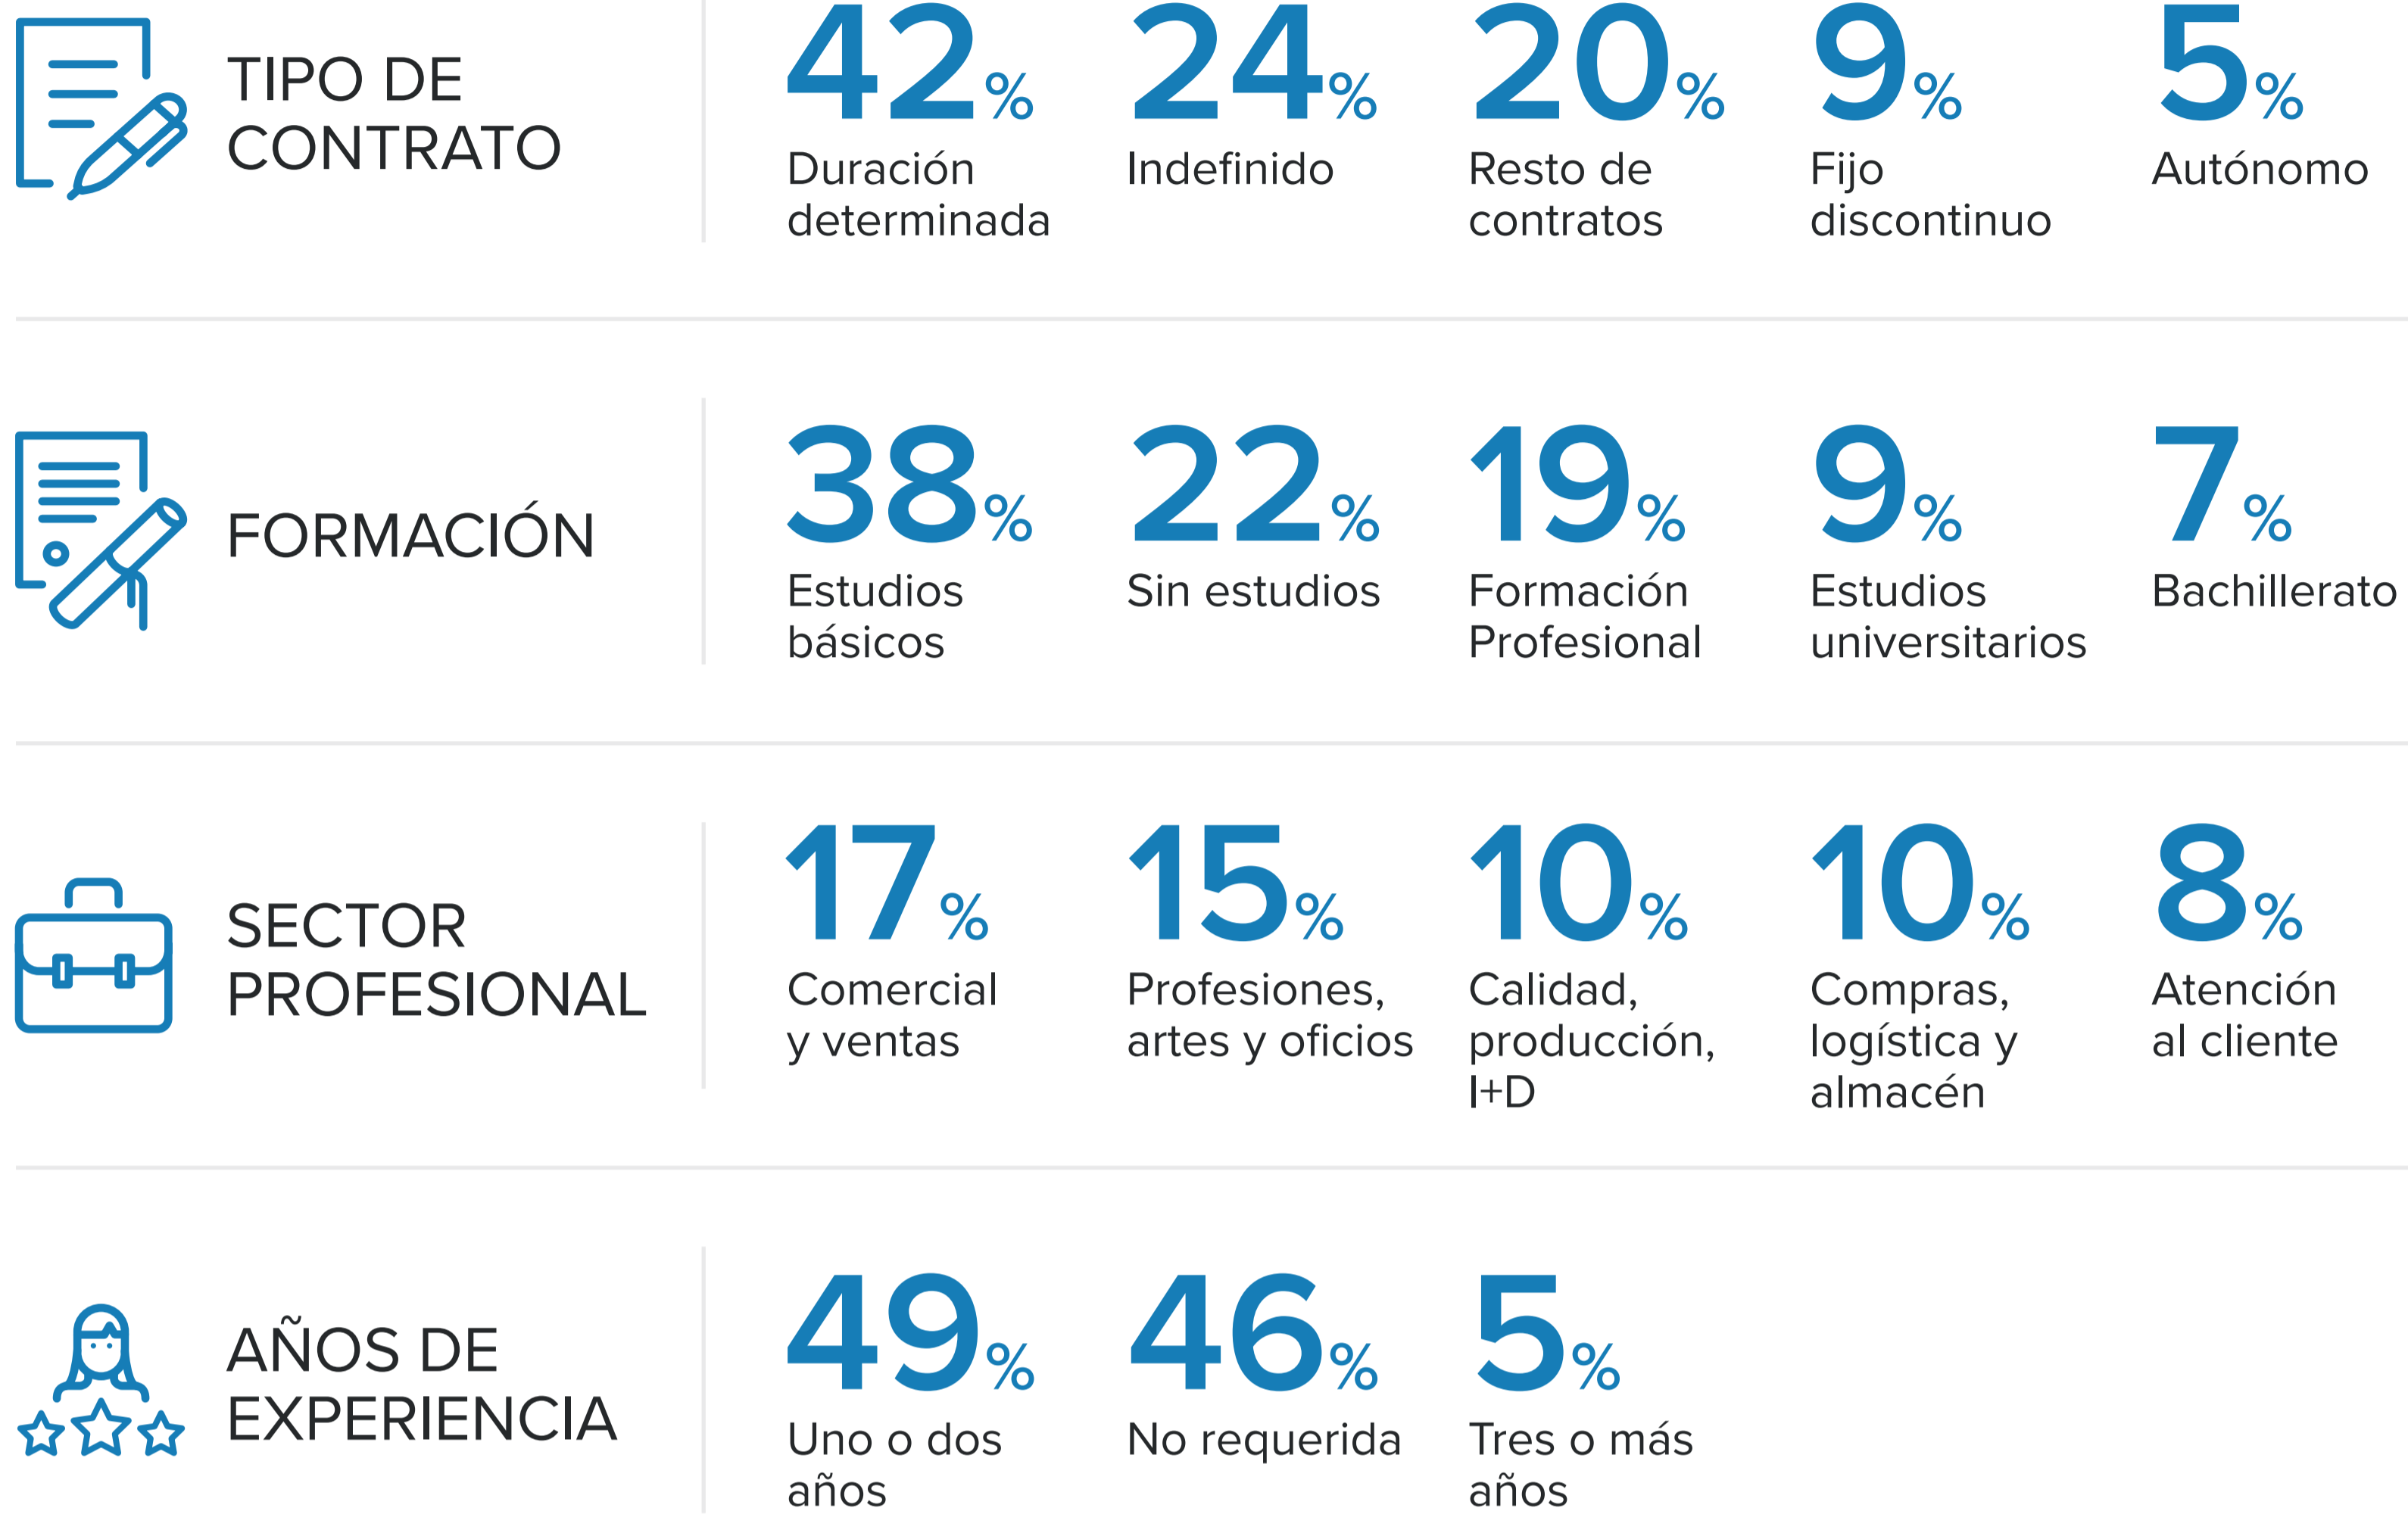 TIPO DE
CONTRATO
42%
Duración
determinada
24%
Indefinido
20%
Resto de
contratos
9%
Fijo
discontinuo
5%
Autónomo
FORMACIÓN
38%
Estudios
básicos
22%
Sin estudios
19%
Formación
Profesional
9%
Estudios
universitarios
7%
Bachillerato
SECTOR
PROFESIONAL
17%
Comercial
y ventas
15%
Profesiones,
artes y oficios
10%
Calidad,
producción,
I+D
10%
Compras,
logística y
almacén
8%
Atención
al cliente
AÑOS DE
EXPERIENCIA
49%
Uno o dos
años
46%
No requerida
5%
Tres o más
años